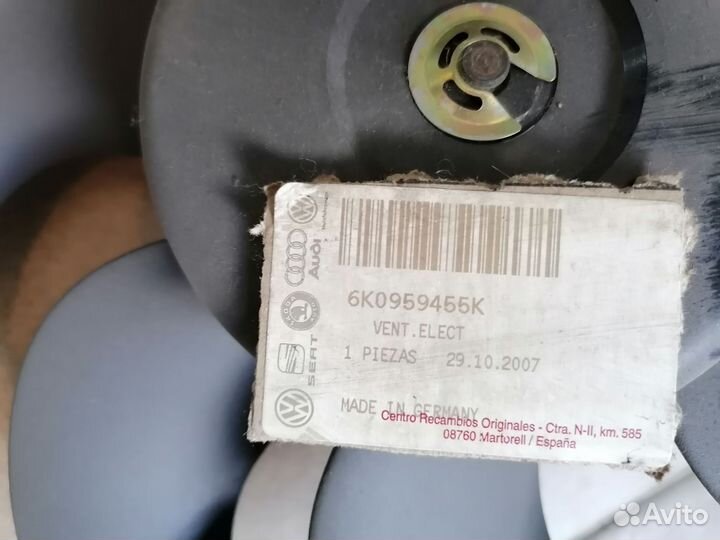 Audi
SEAT
6K0959455K
VENT.ELECT
1 PIEZAS 29.10.2007
MADE IN GERMANY
Centro Recambios Originales - Ctra. N-II, km. 585
08760 Martorell / España
Avito